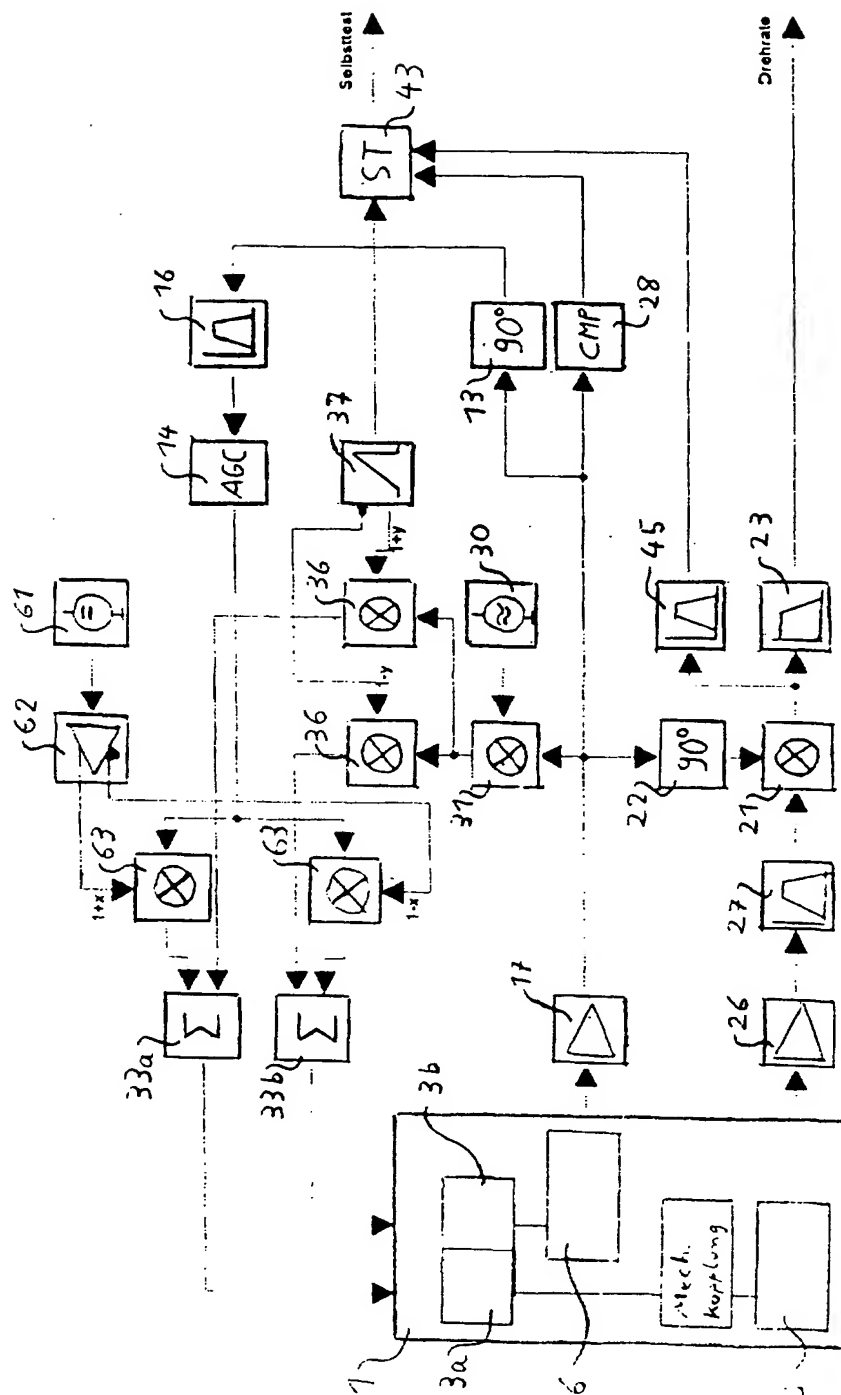 Selbsttest
43
ST
16
14
AGC
61
62
=
63
1+x
63
1-x
37
1+y
36
1-y
36
30
≈
31
33a
Σ
33b
Σ
13
90°
CMP
28
17
45
23
22
90°
21
27
26
Drehrate
1
3a
3b
6
Mech.
kopplung